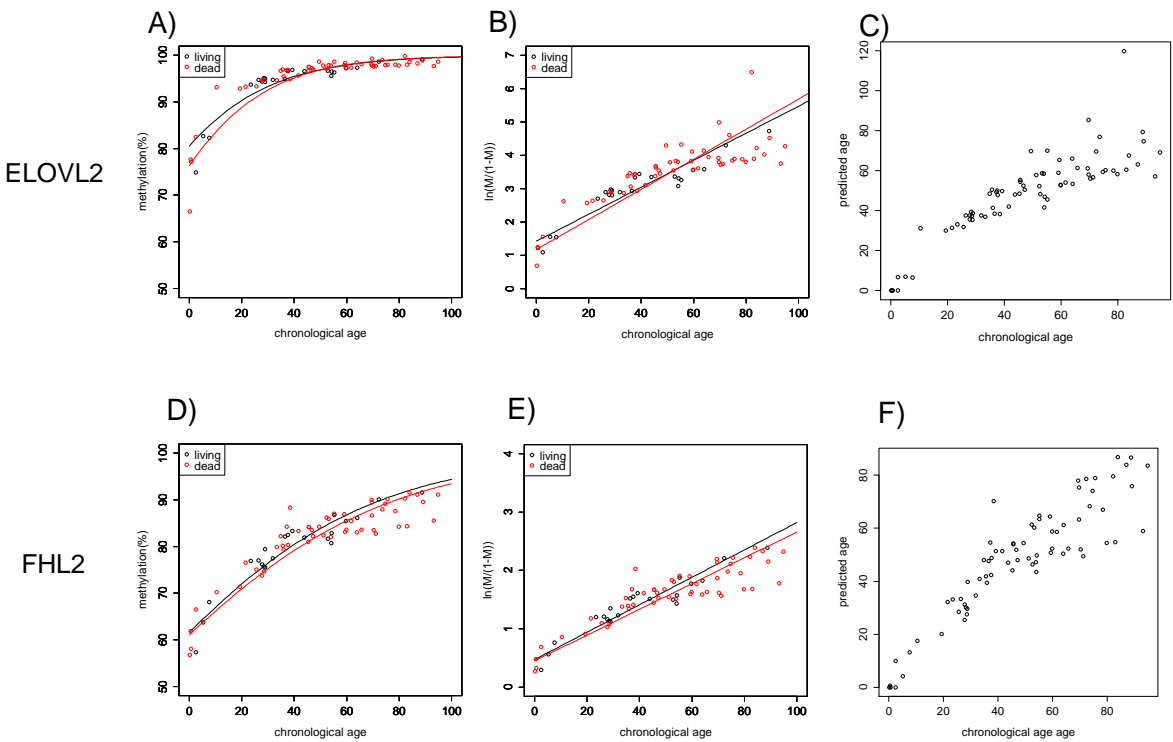 A)
B)
C)
ELOVL2
methylation(%)
50 60 70 80 90 100
living
dead
0 20 40 60 80 100
chronological age
ln(M/(1-M))
0 1 2 3 4 5 6 7
living
dead
0 20 40 60 80 100
chronological age
predicted age
0 20 40 60 80 100 120
0 20 40 60 80
chronological age
D)
E)
F)
FHL2
methylation(%)
50 60 70 80 90 100
living
dead
0 20 40 60 80 100
chronological age
ln(M/(1-M))
0 1 2 3 4
living
dead
0 20 40 60 80 100
chronological age
predicted age
0 20 40 60 80
0 20 40 60 80
chronological age age